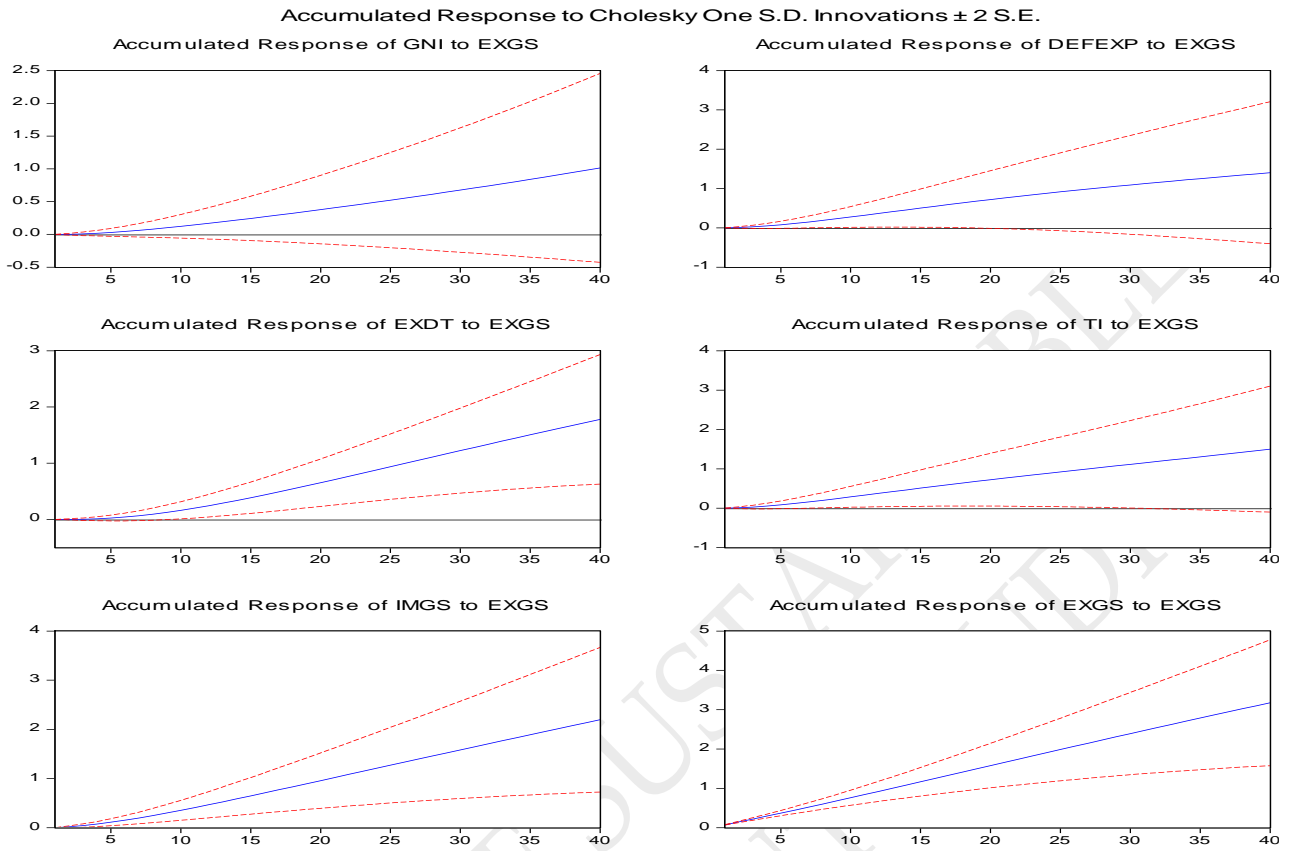 Accumulated Response to Cholesky One S.D. Innovations ± 2 S.E.
Accumulated Response of GNI to EXGS
2.5
2.0
1.5
1.0
0.5
0.0
-0.5
5 10 15 20 25 30 35 40
Accumulated Response of DEFEXP to EXGS
4
3
2
1
0
-1
5 10 15 20 25 30 35 40
Accumulated Response of EXDT to EXGS
3
2
1
0
5 10 15 20 25 30 35 40
Accumulated Response of TI to EXGS
4
3
2
1
0
-1
5 10 15 20 25 30 35 40
Accumulated Response of IMGS to EXGS
4
3
2
1
0
5 10 15 20 25 30 35 40
Accumulated Response of EXGS to EXGS
5
4
3
2
1
0
5 10 15 20 25 30 35 40